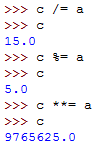 >>> c /= a
>>> c
15.0
>>> c %= a
>>> c
5.0
>>> c **= a
>>> c
9765625.0